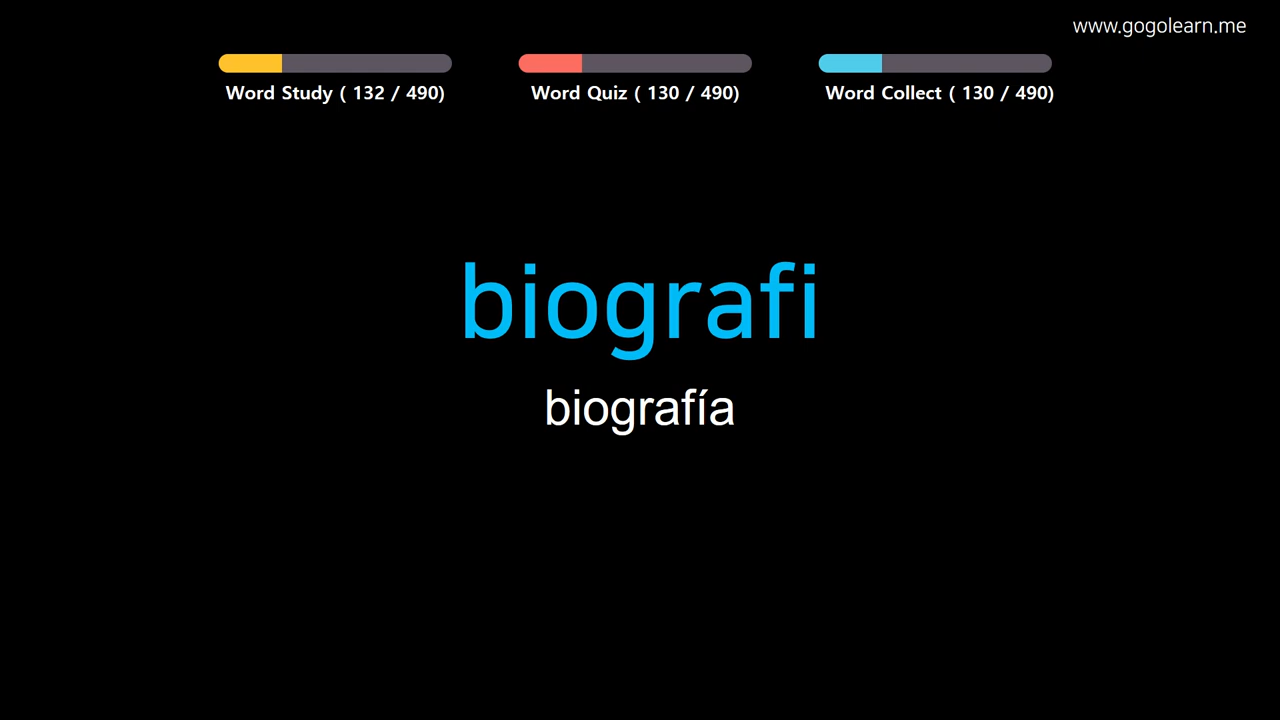 www.gogolearn.me
Word Study ( 132 / 490)
Word Quiz ( 130 / 490)
Word Collect ( 130 / 490)
biografi
biografía